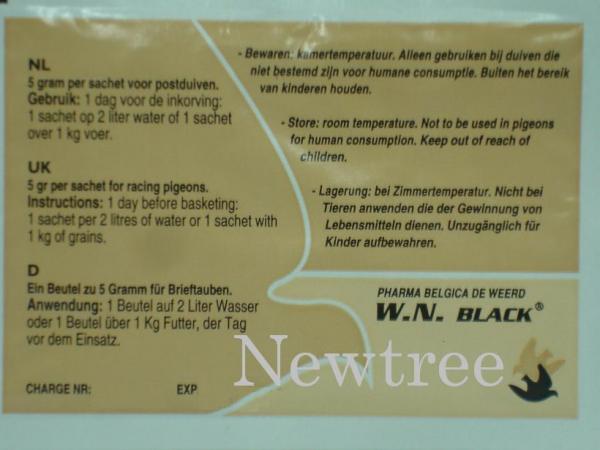 NL
5 gram per sachet voor postduiven.
Gebruik: 1 dag voor de inkorving:
1 sachet op 2 liter water of 1 sachet
over 1 kg voer.
UK
5 gr per sachet for racing pigeons.
Instructions: 1 day before basketing:
1 sachet per 2 litres of water or 1 sachet with
1 kg of grains.
D
Ein Beutel zu 5 Gramm für Brieftauben.
Anwendung: 1 Beutel auf 2 Liter Wasser
oder 1 Beutel über 1 Kg Futter, der Tag
vor dem Einsatz.
CHARGE NR: EXP
- Bewaren: kamertemperatuur. Alleen gebruiken bij duiven die
niet bestemd zijn voor humane consumptie. Buiten het bereik
van kinderen houden.
- Store: room temperature. Not to be used in pigeons
for human consumption. Keep out of reach of
children.
- Lagerung: bei Zimmertemperatur. Nicht bei
Tieren anwenden die der Gewinnung von
Lebensmitteln dienen. Unzugänglich für
Kinder aufbewahren.
PHARMA BELGICA DE WEERD
W.N. BLACK®
Newtree